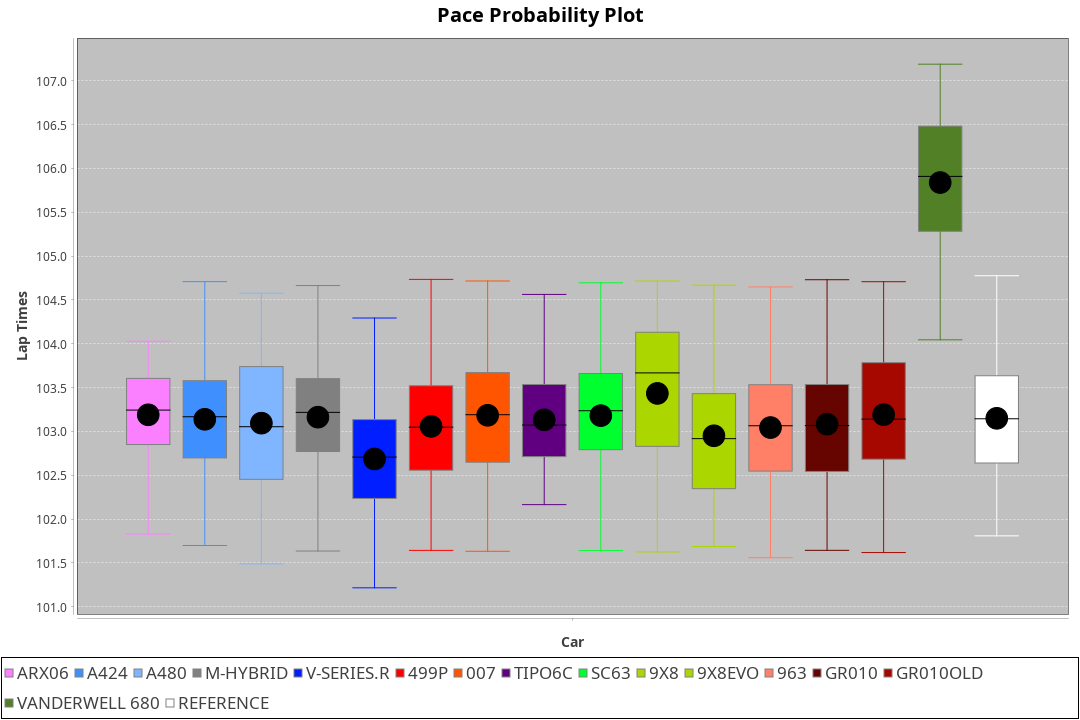 Pace Probability Plot
107.0
106.5
106.0
105.5
105.0
104.5
104.0
103.5
103.0
102.5
102.0
101.5
101.0
Lap Times
Car
ARX06 A424 A480 M-HYBRID V-SERIES.R 499P 007 TIPO6C SC63 9X8 9X8EVO 963 GR010 GR010OLD
VANDERWELL 680 REFERENCE